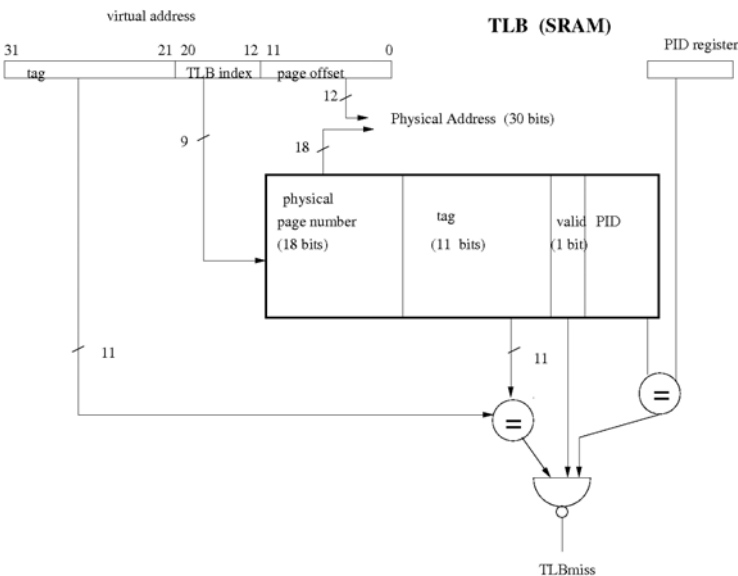 virtual address
TLB (SRAM)
PID register
31 21 20 12 11 0
tag TLB index page offset
12
Physical Address (30 bits)
9
18
physical
page number
(18 bits)
tag
(11 bits)
valid PID
(1 bit)
11
11
=
=
TLBmiss